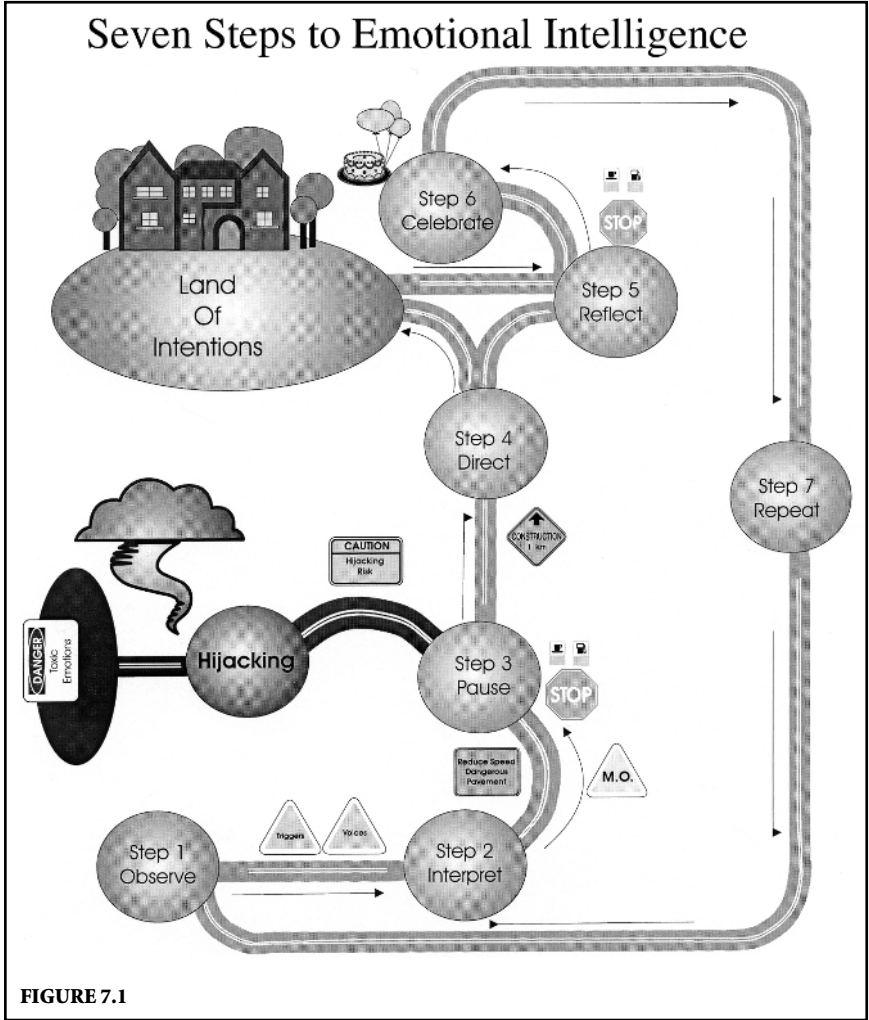 Seven Steps to Emotional Intelligence
Step 6
Celebrate
STOP
Step 5
Reflect
Land
Of
Intentions
Step 4
Direct
Step 7
Repeat
CONSTRUCTION
1 km
CAUTION
Hijacking
Risk
DANGER
Toxic
Emotions
Hijacking
Step 3
Pause
STOP
Reduce Speed
Dangerous
Pavement
M.O.
Triggers
Voices
Step 1
Observe
Step 2
Interpret
FIGURE 7.1